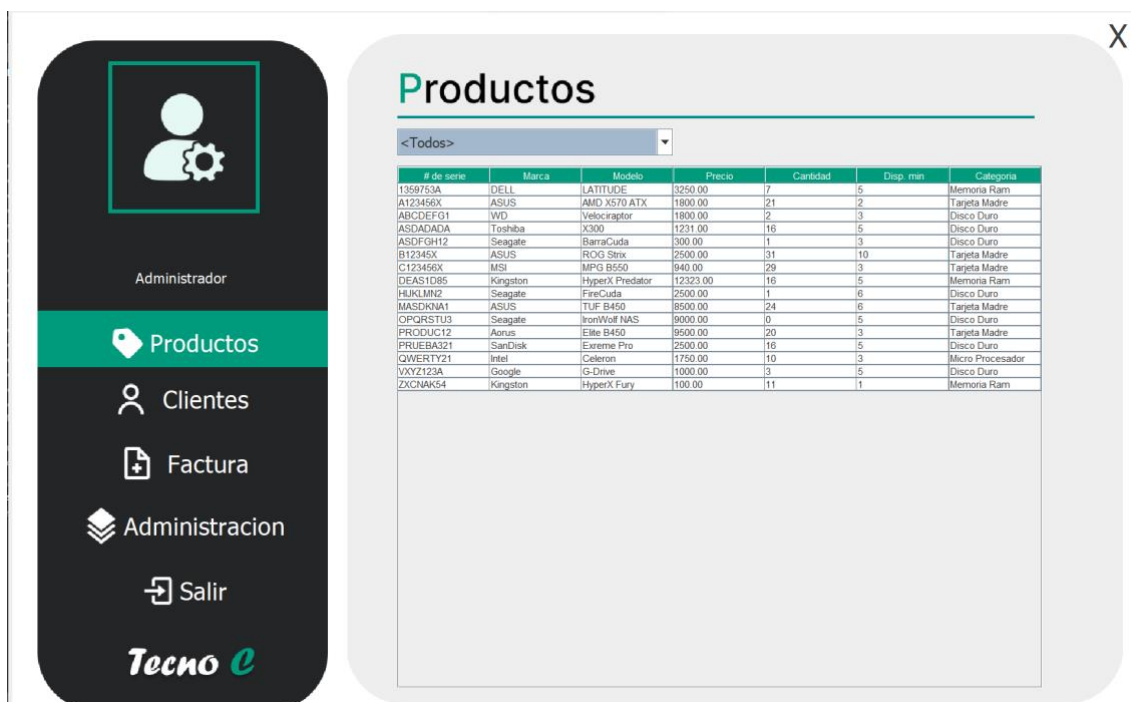 X
Administrador
Productos
Clientes
Factura
Administracion
Salir
Tecno C
Productos
<Todos>
# de serie Marca Modelo Precio Cantidad Disp. min Categoria
1359753A DELL LATITUDE 3250.00 7 5 Memoria Ram
A123456X ASUS AMD X570 ATX 1800.00 21 2 Tarjeta Madre
ABCDEFG1 WD Velociraptor 1800.00 2 3 Disco Duro
ASDADADA Toshiba X300 1231.00 16 5 Disco Duro
ASDFGH12 Seagate BarraCuda 300.00 1 3 Disco Duro
B12345X ASUS ROG Strix 2500.00 31 10 Tarjeta Madre
C123456X MSI MPG B550 940.00 29 3 Tarjeta Madre
DEAS1D85 Kingston HyperX Predator 12323.00 16 5 Memoria Ram
HIJKLMN2 Seagate FireCuda 2500.00 1 6 Disco Duro
MASDKNA1 ASUS TUF B450 8500.00 24 6 Tarjeta Madre
OPQRSTU3 Seagate IronWolf NAS 9000.00 0 5 Disco Duro
PRODUC12 Aorus Elite B450 9500.00 20 3 Tarjeta Madre
PRUEBA321 SanDisk Exreme Pro 2500.00 16 5 Disco Duro
QWERTY21 Intel Celeron 1750.00 10 3 Micro Procesador
VXYZ123A Google G-Drive 1000.00 3 5 Disco Duro
ZXCNAK54 Kingston HyperX Fury 100.00 11 1 Memoria Ram